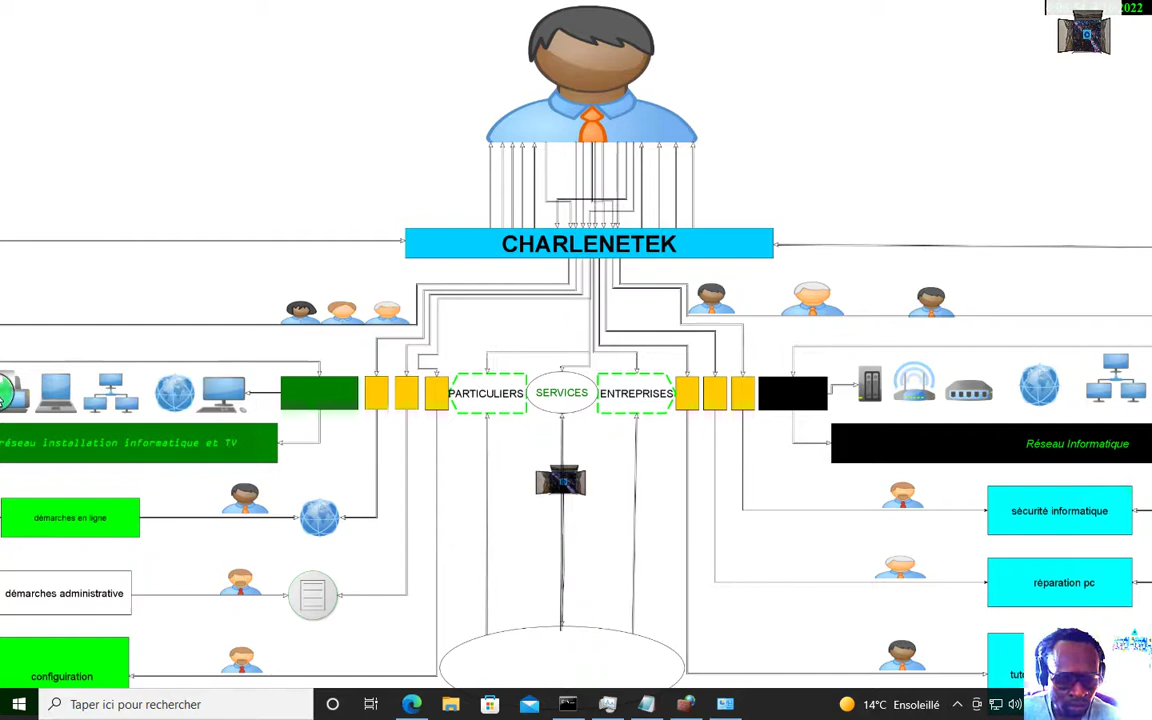 2022
CHARLENETEK
PARTICULIERS
SERVICES
ENTREPRISES
réseau installation informatique et TV
Réseau Informatique
démarches en ligne
sécurité informatique
démarches administrative
réparation pc
configuiration
Taper ici pour rechercher
14°C Ensoleillé